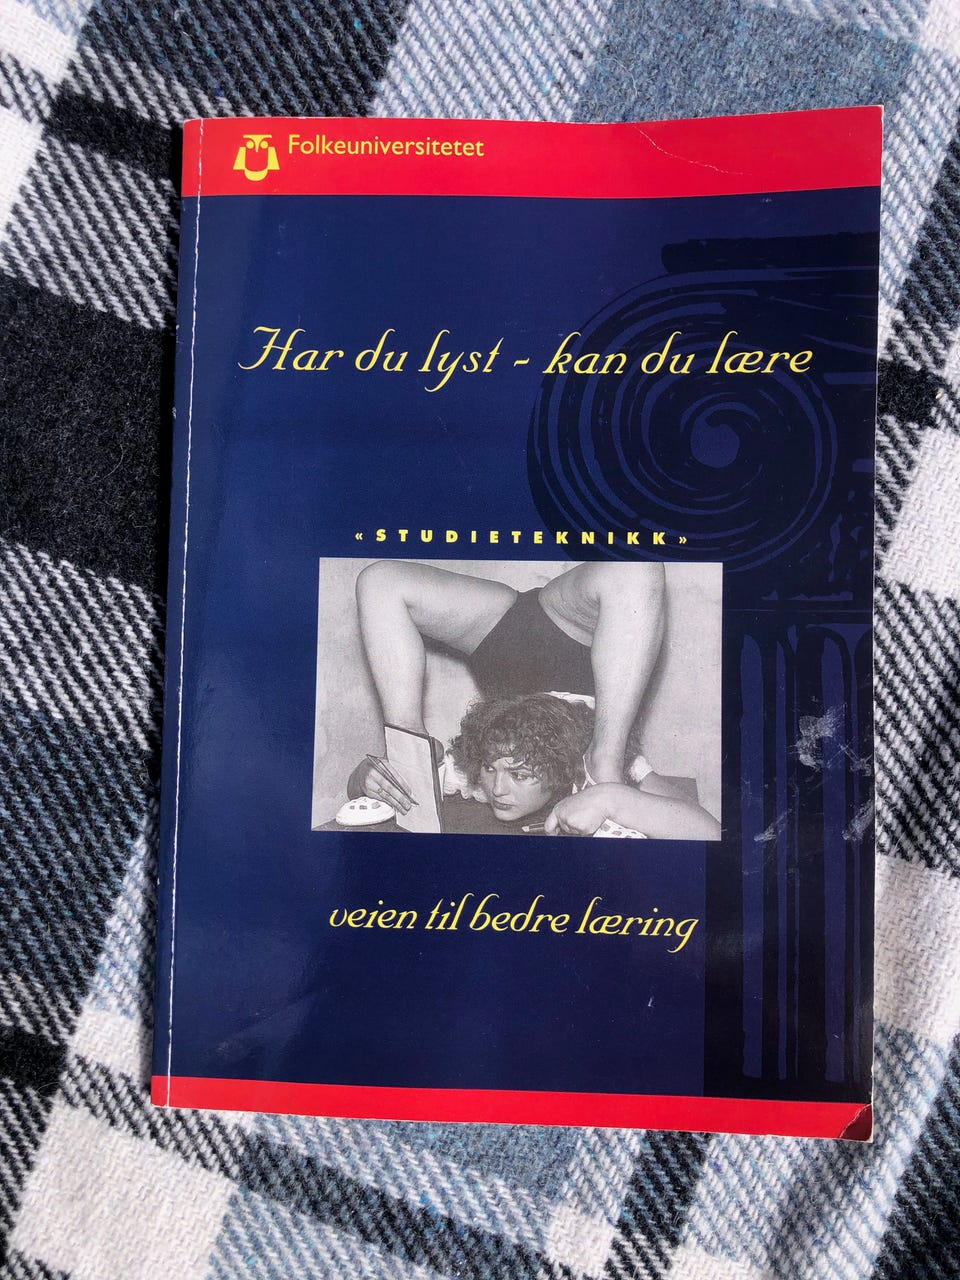 Folkeuniversitetet
Har du lyst - kan du lære
«STUDIETEKNIKK»
veien til bedre læring